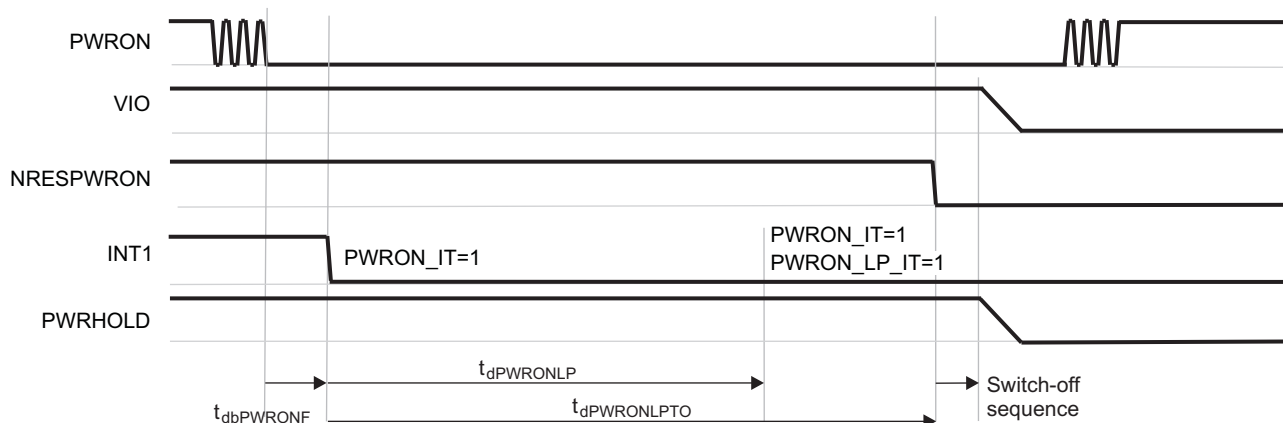 PWRON
VIO
NRESPWRON
INT1
PWRON_IT=1
PWRON_IT=1
PWRON_LP_IT=1
PWRHOLD
tdPWRONLP
tdbPWRONF
tdPWRONLPTO
Switch-off
sequence